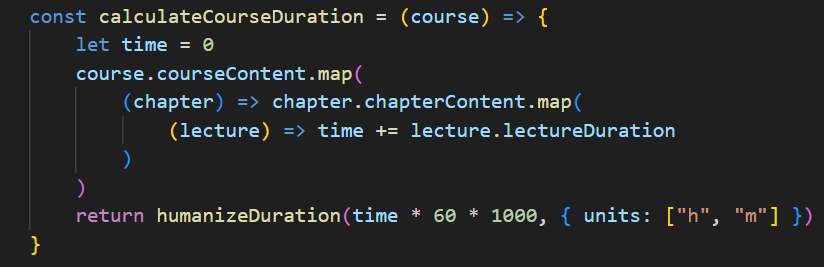 const calculateCourseDuration = (course) => {
    let time = 0
    course.courseContent.map(
        (chapter) => chapter.chapterContent.map(
            (lecture) => time += lecture.lectureDuration
        )
    )
    return humanizeDuration(time * 60 * 1000, { units: ["h", "m"] })
}